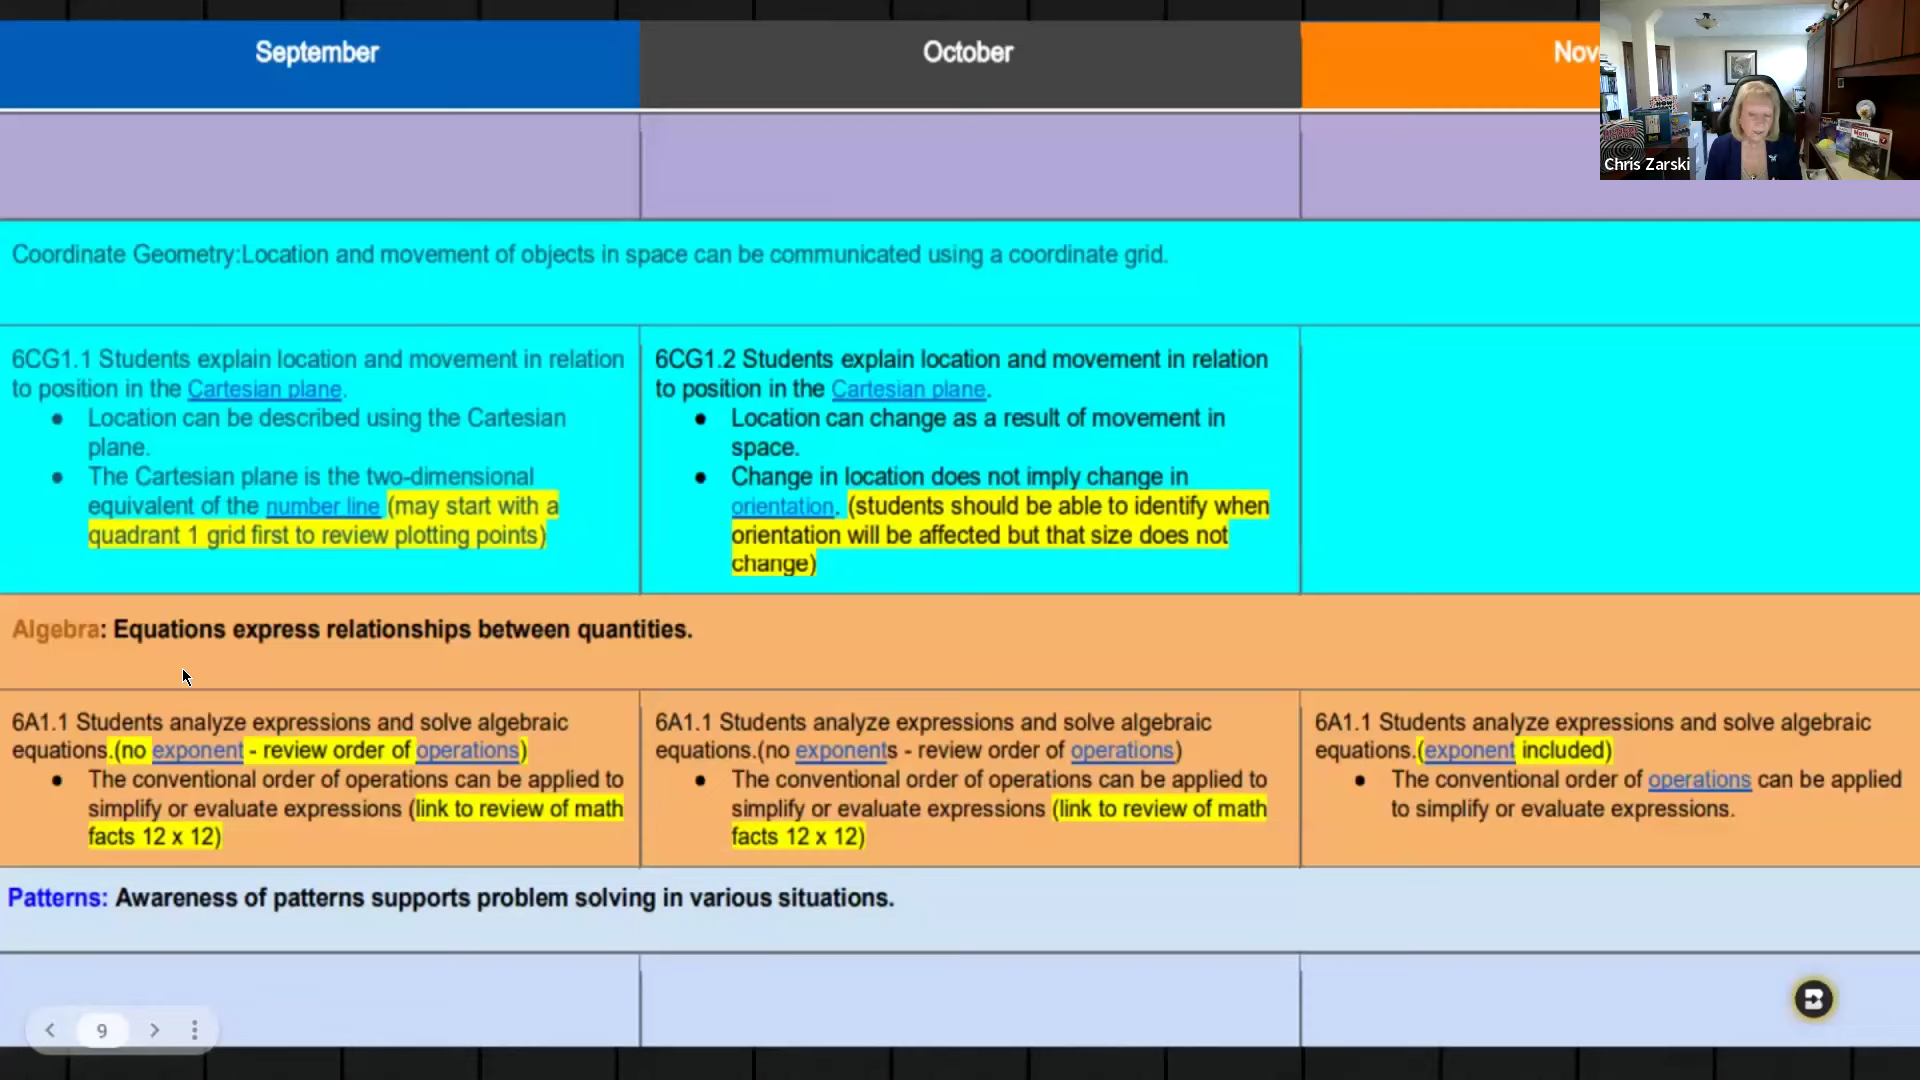 September
October
Nov
Chris Zarski
Coordinate Geometry:Location and movement of objects in space can be communicated using a coordinate grid.
6CG1.1 Students explain location and movement in relation
to position in the Cartesian plane.
● Location can be described using the Cartesian
plane.
● The Cartesian plane is the two-dimensional
equivalent of the number line (may start with a
quadrant 1 grid first to review plotting points)
6CG1.2 Students explain location and movement in relation
to position in the Cartesian plane.
● Location can change as a result of movement in
space.
● Change in location does not imply change in
orientation. (students should be able to identify when
orientation will be affected but that size does not
change)
Algebra: Equations express relationships between quantities.
6A1.1 Students analyze expressions and solve algebraic
equations.(no exponent - review order of operations)
● The conventional order of operations can be applied to
simplify or evaluate expressions (link to review of math
facts 12 x 12)
6A1.1 Students analyze expressions and solve algebraic
equations.(no exponents - review order of operations)
● The conventional order of operations can be applied to
simplify or evaluate expressions (link to review of math
facts 12 x 12)
6A1.1 Students analyze expressions and solve algebraic
equations.(exponent included)
● The conventional order of operations can be applied
to simplify or evaluate expressions.
Patterns: Awareness of patterns supports problem solving in various situations.
9